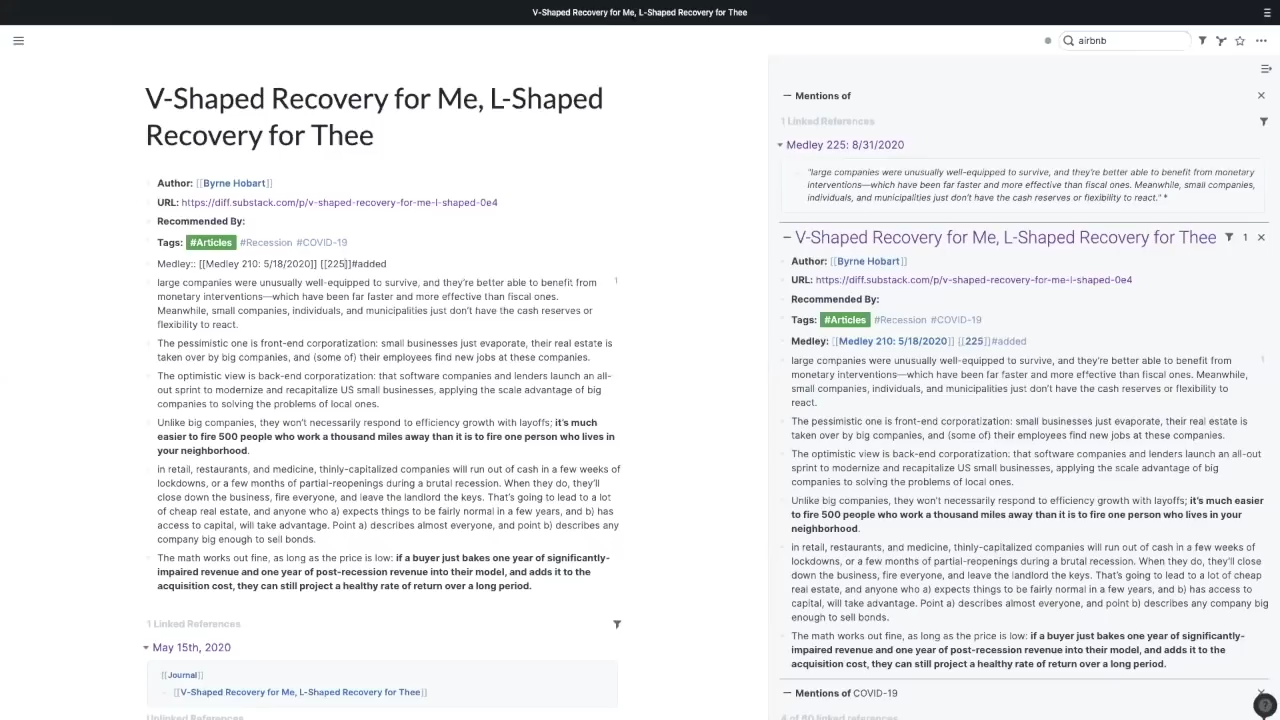 V-Shaped Recovery for Me, L-Shaped Recovery for Thee
airbnb
V-Shaped Recovery for Me, L-Shaped
Recovery for Thee
Author: [[Byrne Hobart]]
URL: https://diff.substack.com/p/v-shaped-recovery-for-me-l-shaped-0e4
Recommended By:
Tags: #Articles #Recession #COVID-19
Medley:: [[Medley 210: 5/18/2020]] [[225]]#added
large companies were unusually well-equipped to survive, and they're better able to benefit from 1
monetary interventions—which have been far faster and more effective than fiscal ones.
Meanwhile, small companies, individuals, and municipalities just don't have the cash reserves or
flexibility to react.
The pessimistic one is front-end corporatization: small businesses just evaporate, their real estate is
taken over by big companies, and (some of) their employees find new jobs at these companies.
The optimistic view is back-end corporatization: that software companies and lenders launch an all-
out sprint to modernize and recapitalize US small businesses, applying the scale advantage of big
companies to solving the problems of local ones.
Unlike big companies, they won't necessarily respond to efficiency growth with layoffs; it's much
easier to fire 500 people who work a thousand miles away than it is to fire one person who lives in
your neighborhood.
in retail, restaurants, and medicine, thinly-capitalized companies will run out of cash in a few weeks of
lockdowns, or a few months of partial-reopenings during a brutal recession. When they do, they'll
close down the business, fire everyone, and leave the landlord the keys. That's going to lead to a lot
of cheap real estate, and anyone who a) expects things to be fairly normal in a few years, and b) has
access to capital, will take advantage. Point a) describes almost everyone, and point b) describes any
company big enough to sell bonds.
The math works out fine, as long as the price is low: if a buyer just bakes one year of significantly-
impaired revenue and one year of post-recession revenue into their model, and adds it to the
acquisition cost, they can still project a healthy rate of return over a long period.
1 Linked References
May 15th, 2020
[[Journal]]
[[V-Shaped Recovery for Me, L-Shaped Recovery for Thee]]
Unlinked References
Mentions of
1 Linked References
Medley 225: 8/31/2020
"large companies were unusually well-equipped to survive, and they're better able to benefit from monetary
interventions—which have been far faster and more effective than fiscal ones. Meanwhile, small companies,
individuals, and municipalities just don't have the cash reserves or flexibility to react." *
V-Shaped Recovery for Me, L-Shaped Recovery for Thee 1
Author: [[Byrne Hobart]]
URL: https://diff.substack.com/p/v-shaped-recovery-for-me-l-shaped-0e4
Recommended By:
Tags: #Articles #Recession #COVID-19
Medley: [[Medley 210: 5/18/2020]] [[225]]#added
large companies were unusually well-equipped to survive, and they're better able to benefit from 1
monetary interventions—which have been far faster and more effective than fiscal ones. Meanwhile,
small companies, individuals, and municipalities just don't have the cash reserves or flexibility to
react.
The pessimistic one is front-end corporatization: small businesses just evaporate, their real estate is
taken over by big companies, and (some of) their employees find new jobs at these companies.
The optimistic view is back-end corporatization: that software companies and lenders launch an all-out
sprint to modernize and recapitalize US small businesses, applying the scale advantage of big
companies to solving the problems of local ones.
Unlike big companies, they won't necessarily respond to efficiency growth with layoffs; it's much easier
to fire 500 people who work a thousand miles away than it is to fire one person who lives in your
neighborhood.
in retail, restaurants, and medicine, thinly-capitalized companies will run out of cash in a few weeks of
lockdowns, or a few months of partial-reopenings during a brutal recession. When they do, they'll close
down the business, fire everyone, and leave the landlord the keys. That's going to lead to a lot of cheap
real estate, and anyone who a) expects things to be fairly normal in a few years, and b) has access to
capital, will take advantage. Point a) describes almost everyone, and point b) describes any company big
enough to sell bonds.
The math works out fine, as long as the price is low: if a buyer just bakes one year of significantly-
impaired revenue and one year of post-recession revenue into their model, and adds it to the
acquisition cost, they can still project a healthy rate of return over a long period.
Mentions of COVID-19
4 of 60 linked references